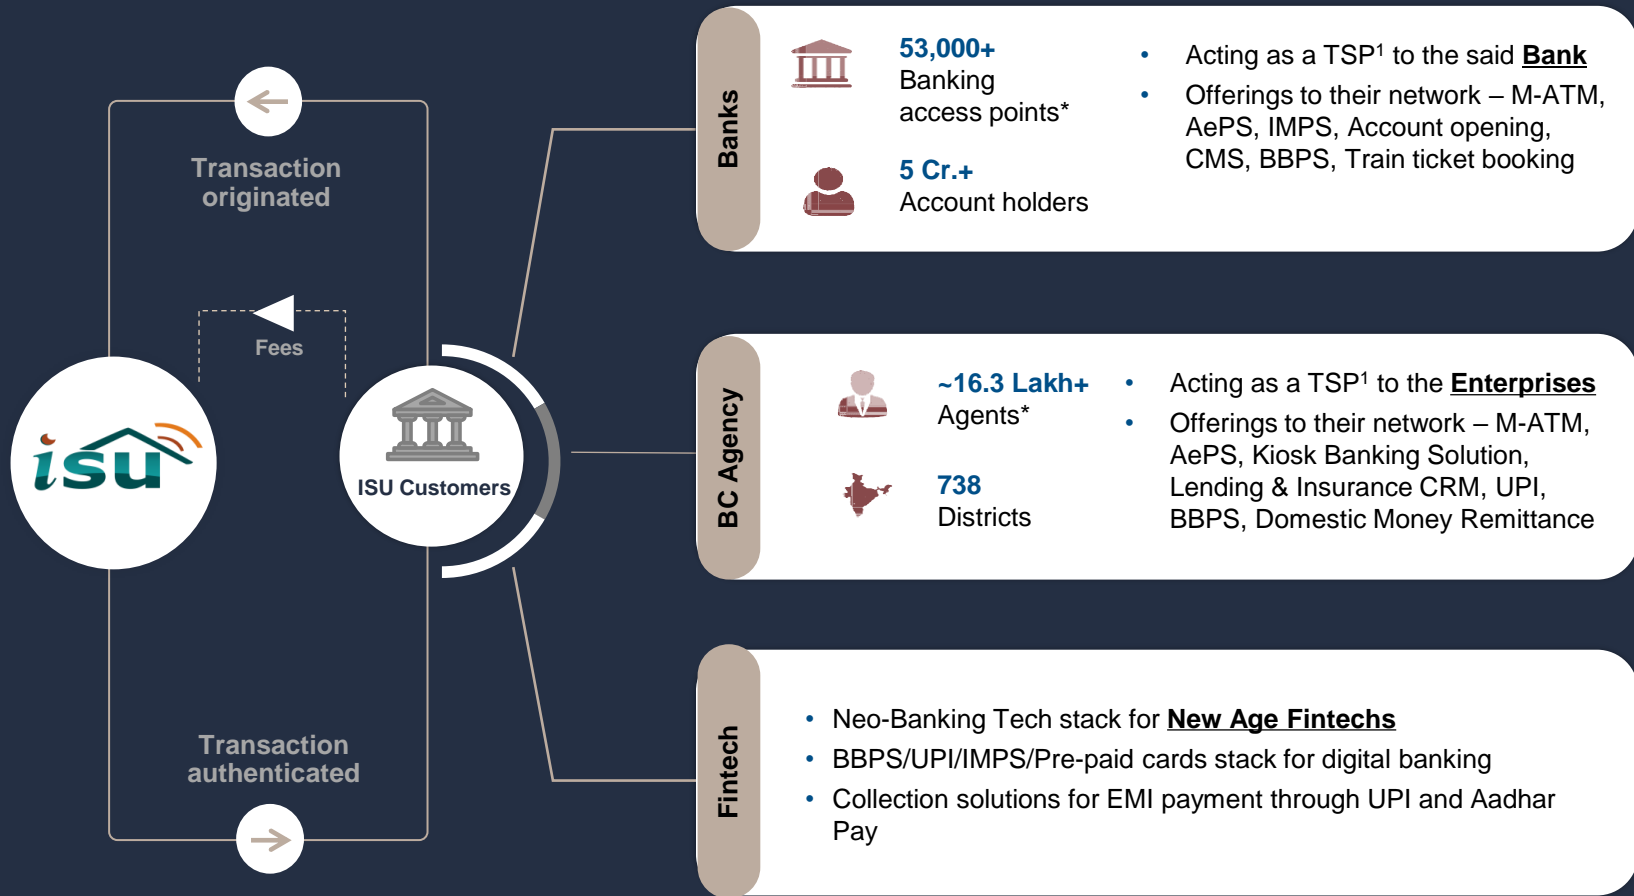 Transaction
originated
Fees
isu
ISU Customers
Transaction
authenticated
Banks
53,000+
Banking
access points*
5 Cr.+
Account holders
• Acting as a TSP¹ to the said Bank
• Offerings to their network – M-ATM,
AePS, IMPS, Account opening,
CMS, BBPS, Train ticket booking
BC Agency
~16.3 Lakh+
Agents*
738
Districts
• Acting as a TSP¹ to the Enterprises
• Offerings to their network – M-ATM,
AePS, Kiosk Banking Solution,
Lending & Insurance CRM, UPI,
BBPS, Domestic Money Remittance
Fintech
• Neo-Banking Tech stack for New Age Fintechs
• BBPS/UPI/IMPS/Pre-paid cards stack for digital banking
• Collection solutions for EMI payment through UPI and Aadhar
Pay